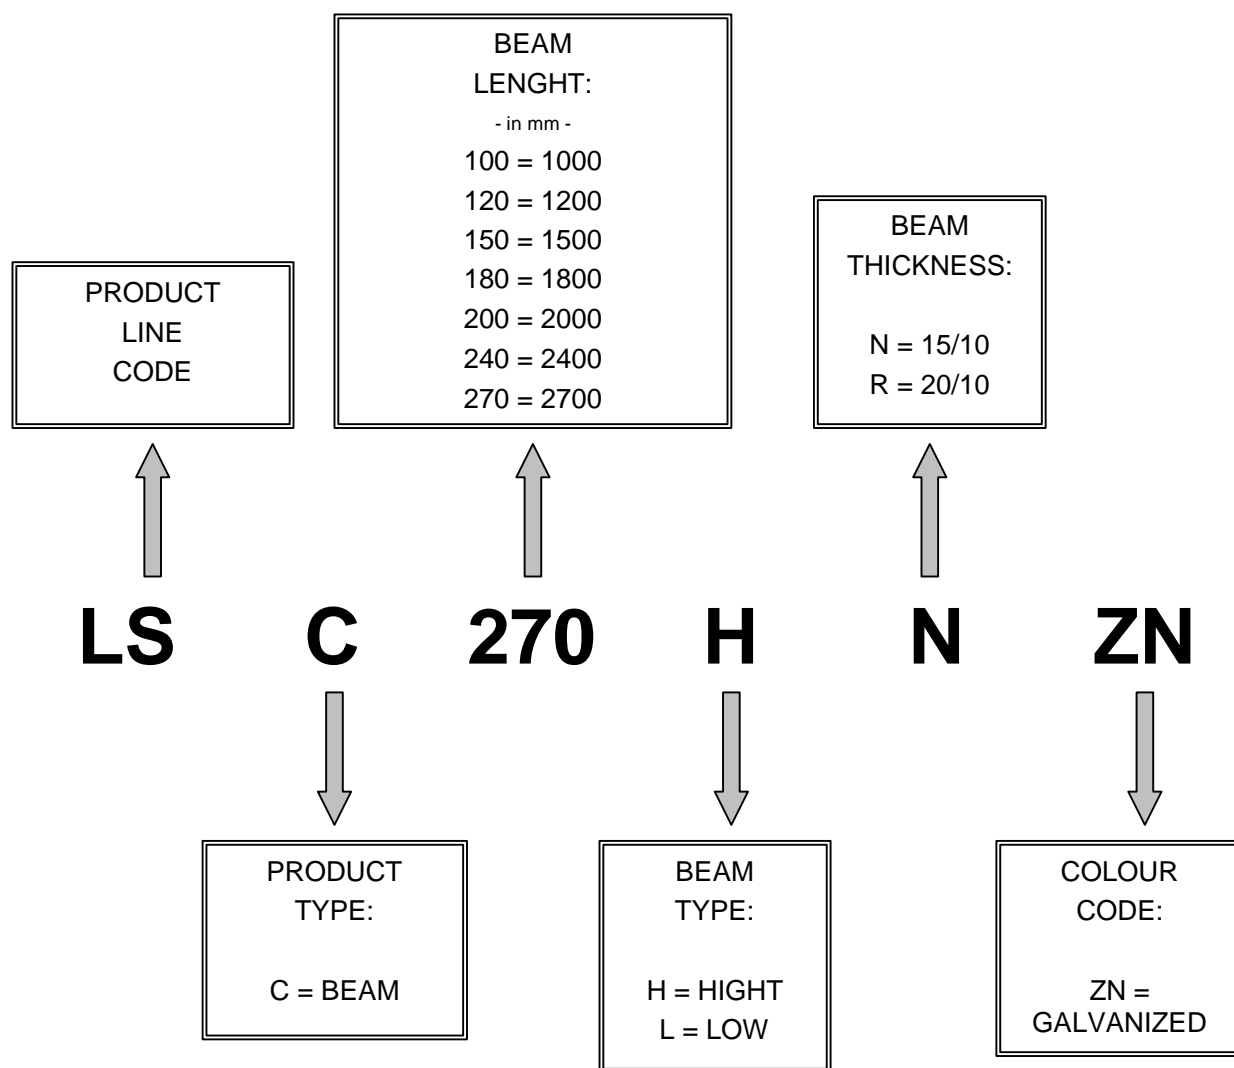 BEAM
LENGHT:
- in mm -
100 = 1000
120 = 1200
150 = 1500
180 = 1800
200 = 2000
240 = 2400
270 = 2700
BEAM
THICKNESS:
N = 15/10
R = 20/10
PRODUCT
LINE
CODE
LS C 270 H N ZN
PRODUCT
TYPE:
C = BEAM
BEAM
TYPE:
H = HIGHT
L = LOW
COLOUR
CODE:
ZN =
GALVANIZED